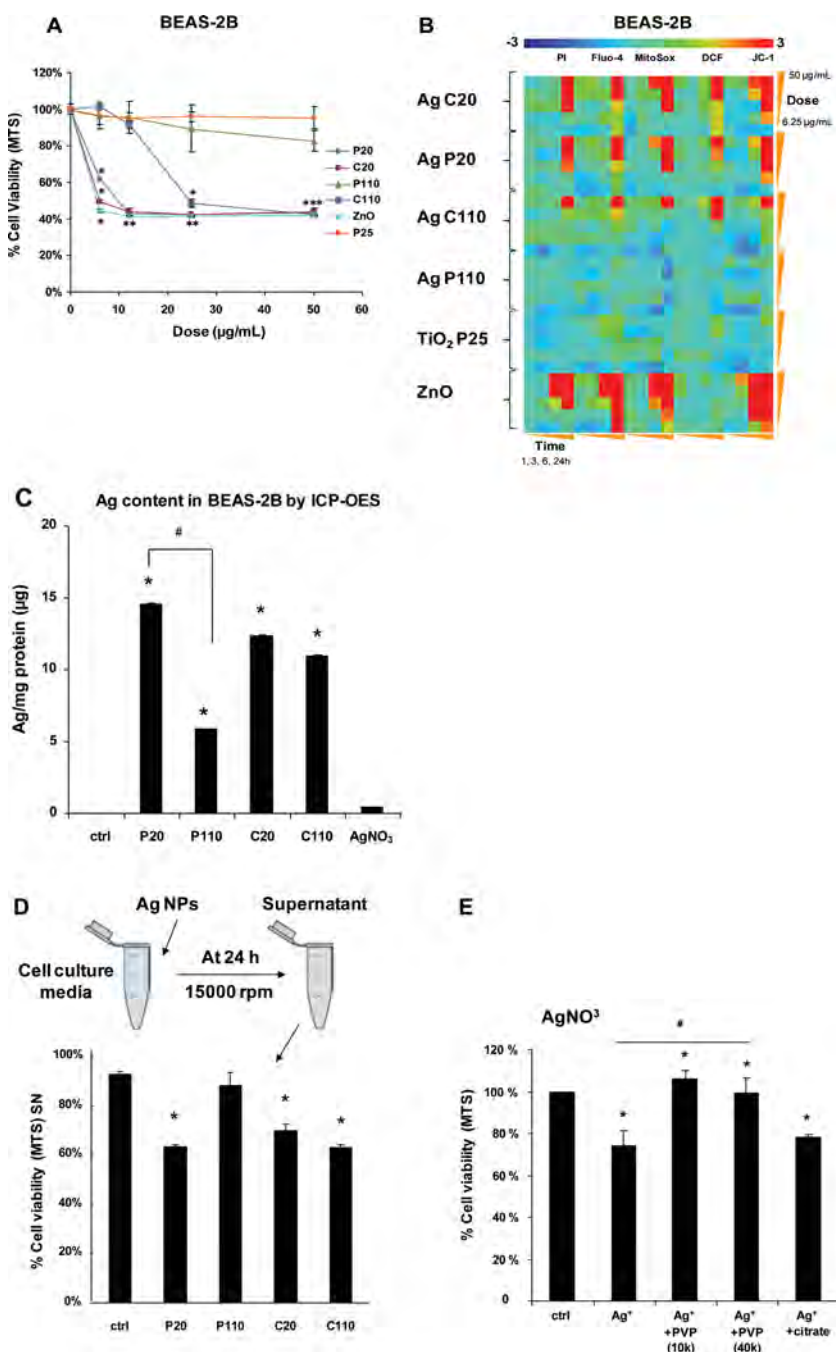 A
BEAS-2B
120%
100%
80%
60%
40%
20%
0%
% Cell Viability (MTS)
P20
C20
P110
C110
ZnO
P25
*
*
*
*
*
**
**
***
**
0 10 20 30 40 50 60
Dose (µg/mL)
B
BEAS-2B
-3 3
PI Fluo-4 MitoSox DCF JC-1
Ag C20
Ag P20
Ag C110
Ag P110
TiO2 P25
ZnO
50 µg/mL
Dose
6.25 µg/mL
Time
1, 3, 6, 24h
C
Ag content in BEAS-2B by ICP-OES
20
15
10
5
0
Ag/mg protein (µg)
#
* * * *
ctrl P20 P110 C20 C110 AgNO3
D
Ag NPs Supernatant
Cell culture
media
At 24 h
15000 rpm
100%
80%
60%
40%
20%
0%
% Cell viability (MTS) SN
* * *
ctrl P20 P110 C20 C110
E
AgNO3
#
120 %
100 %
80 %
60 %
40 %
20 %
0 %
% Cell viability (MTS)
* * * *
ctrl Ag+ Ag+ Ag+ Ag+
+PVP +PVP +citrate
(10k) (40k)